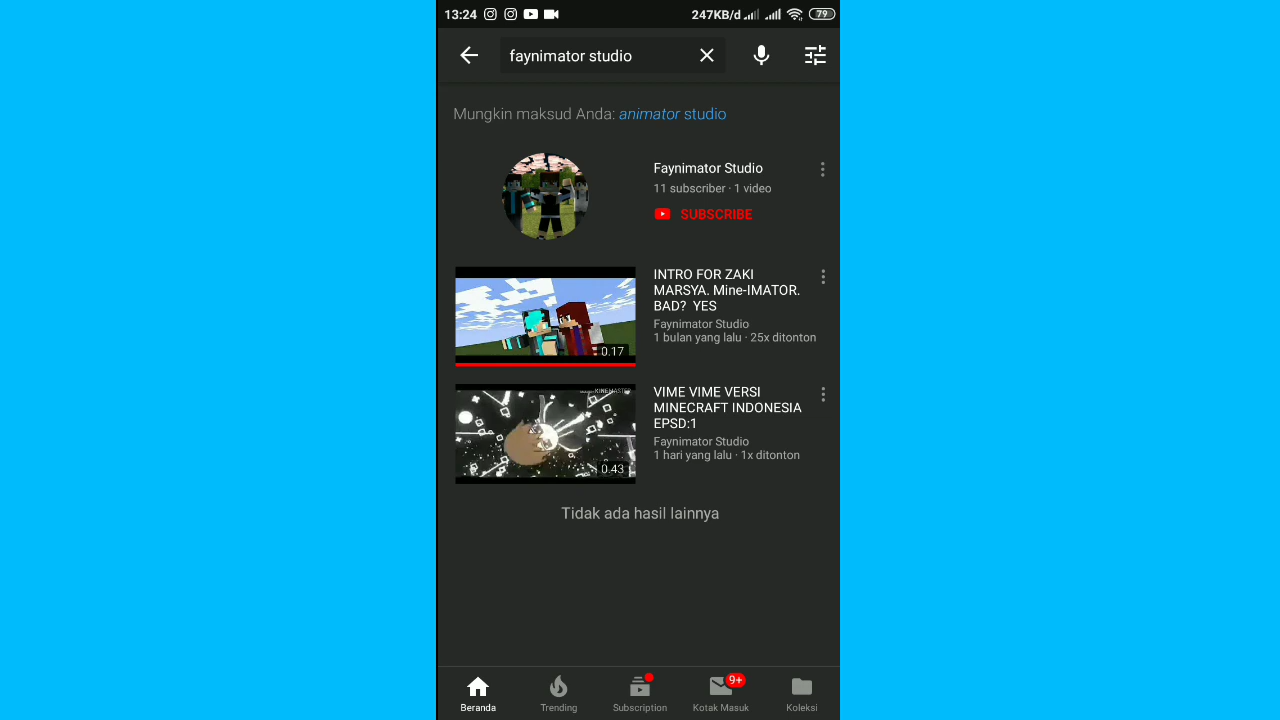 13:24 247KB/d 79
faynimator studio
Mungkin maksud Anda: animator studio
Faynimator Studio
11 subscriber · 1 video
SUBSCRIBE
INTRO FOR ZAKI
MARSYA. Mine-IMATOR.
BAD? YES
Faynimator Studio
1 bulan yang lalu · 25x ditonton
0.17
VIME VIME VERSI
MINECRAFT INDONESIA
EPSD:1
Faynimator Studio
1 hari yang lalu · 1x ditonton
KINEMASTER
0.43
Tidak ada hasil lainnya
9+
Beranda Trending Subscription Kotak Masuk Koleksi